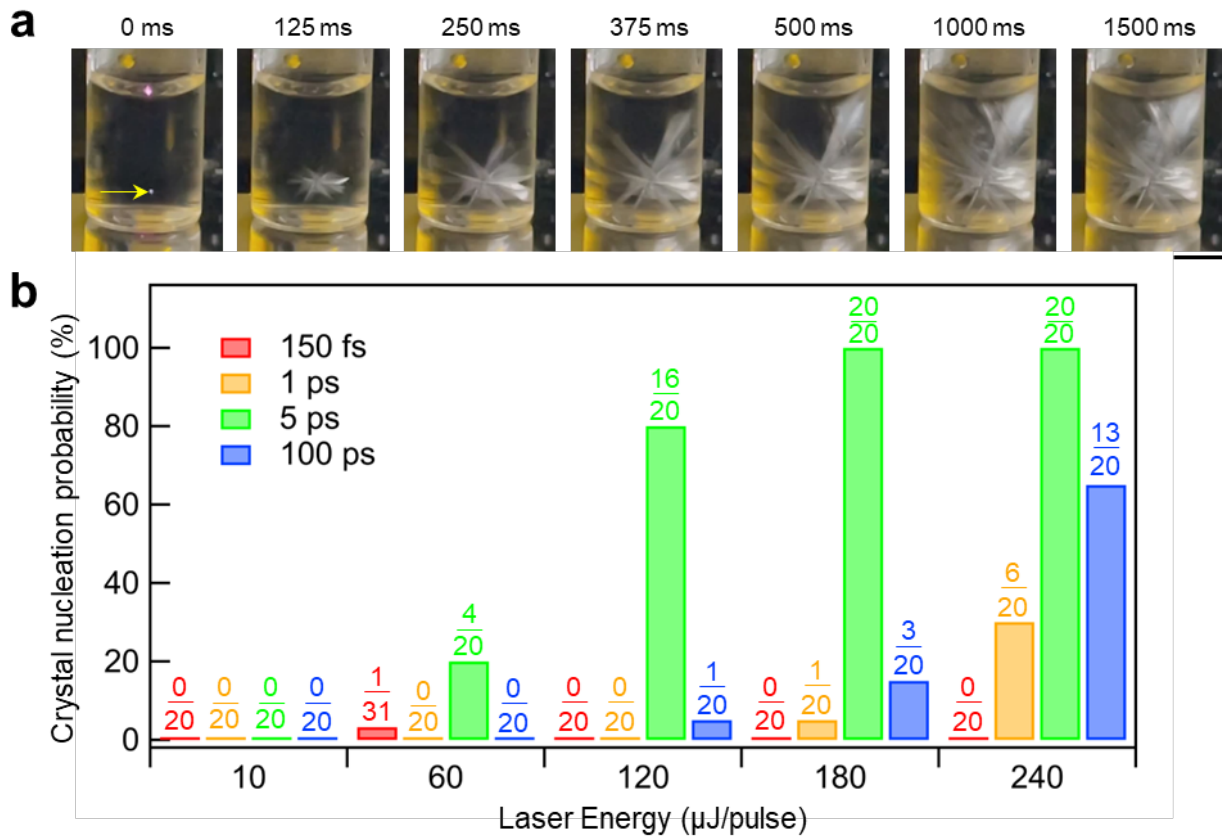 a
0 ms 125 ms 250 ms 375 ms 500 ms 1000 ms 1500 ms
b
Crystal nucleation probability (%)
100
80
60
40
20
0
150 fs
1 ps
5 ps
100 ps
0/20 0/20 0/20 0/20
1/31 0/20 4/20 0/20
0/20 0/20 16/20 1/20
0/20 1/20 20/20 3/20
0/20 6/20 20/20 13/20
10 60 120 180 240
Laser Energy (μJ/pulse)